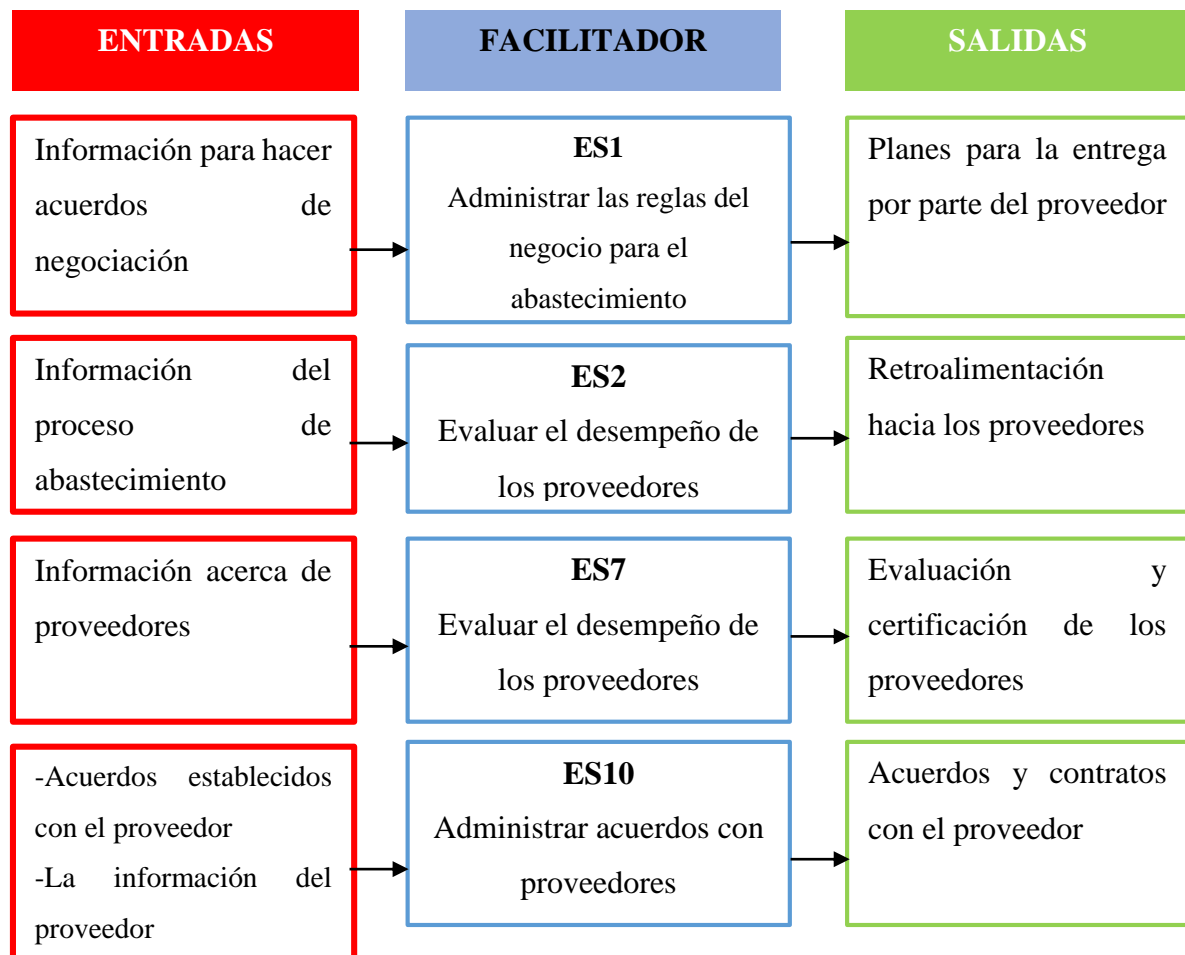 ENTRADAS
FACILITADOR
SALIDAS
Información para hacer
acuerdos de
negociación
ES1
Administrar las reglas del
negocio para el
abastecimiento
Planes para la entrega
por parte del proveedor
Información del
proceso de
abastecimiento
ES2
Evaluar el desempeño de
los proveedores
Retroalimentación
hacia los proveedores
Información acerca de
proveedores
ES7
Evaluar el desempeño de
los proveedores
Evaluación y
certificación de los
proveedores
-Acuerdos establecidos
con el proveedor
-La información del
proveedor
ES10
Administrar acuerdos con
proveedores
Acuerdos y contratos
con el proveedor